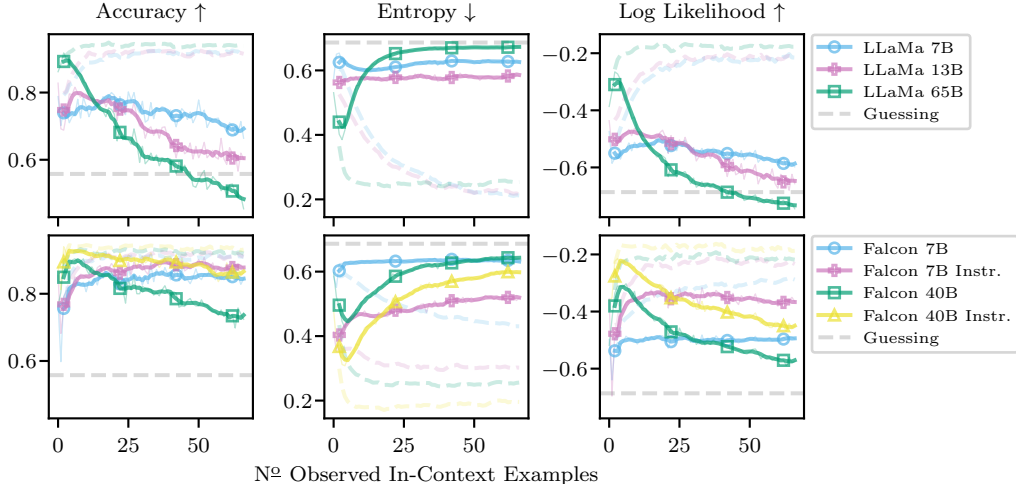 Accuracy ↑
Entropy ↓
Log Likelihood ↑
0.8
0.6
0.6
0.4
0.2
−0.2
−0.4
−0.6
LLaMa 7B
LLaMa 13B
LLaMa 65B
Guessing
0.8
0.6
0 25 50
0.6
0.4
0.2
0 25 50
−0.2
−0.4
−0.6
0 25 50
Falcon 7B
Falcon 7B Instr.
Falcon 40B
Falcon 40B Instr.
Guessing
Nº Observed In-Context Examples